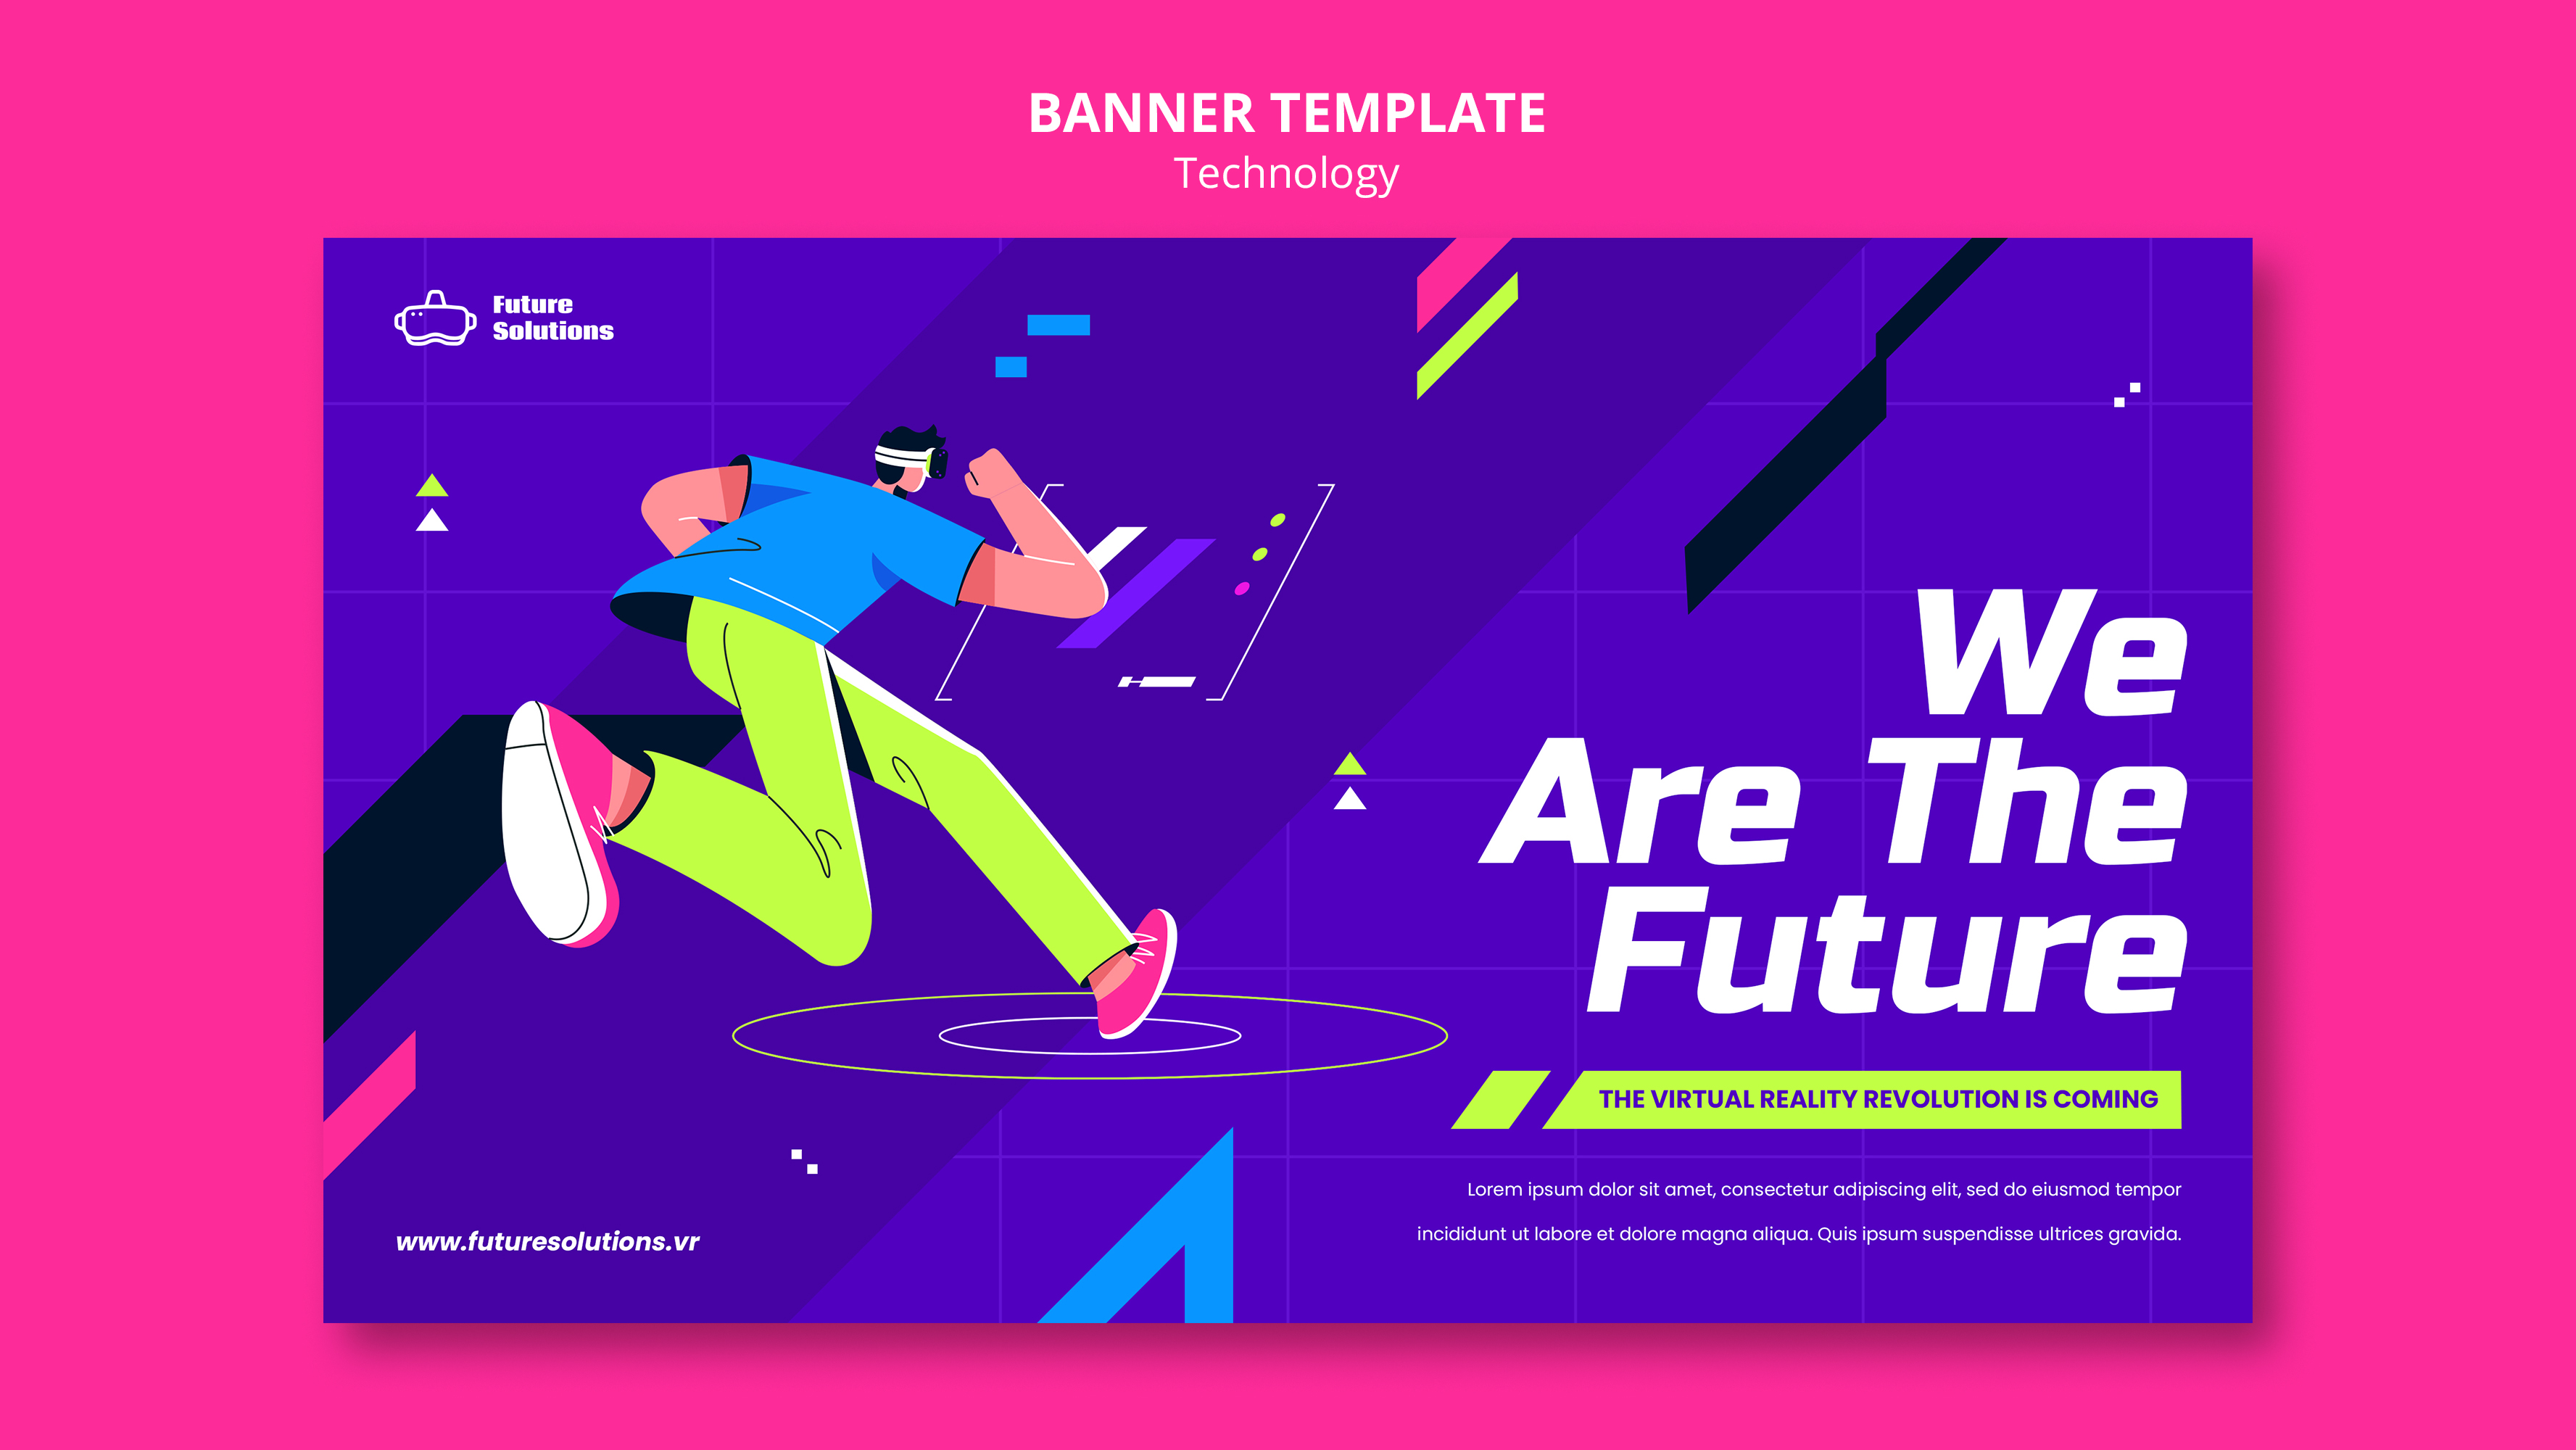 BANNER TEMPLATE
Technology
Future
Solutions
We
Are The
Future
THE VIRTUAL REALITY REVOLUTION IS COMING
Lorem ipsum dolor sit amet, consectetur adipiscing elit, sed do eiusmod tempor
incididunt ut labore et dolore magna aliqua. Quis ipsum suspendisse ultrices gravida.
www.futuresolutions.vr